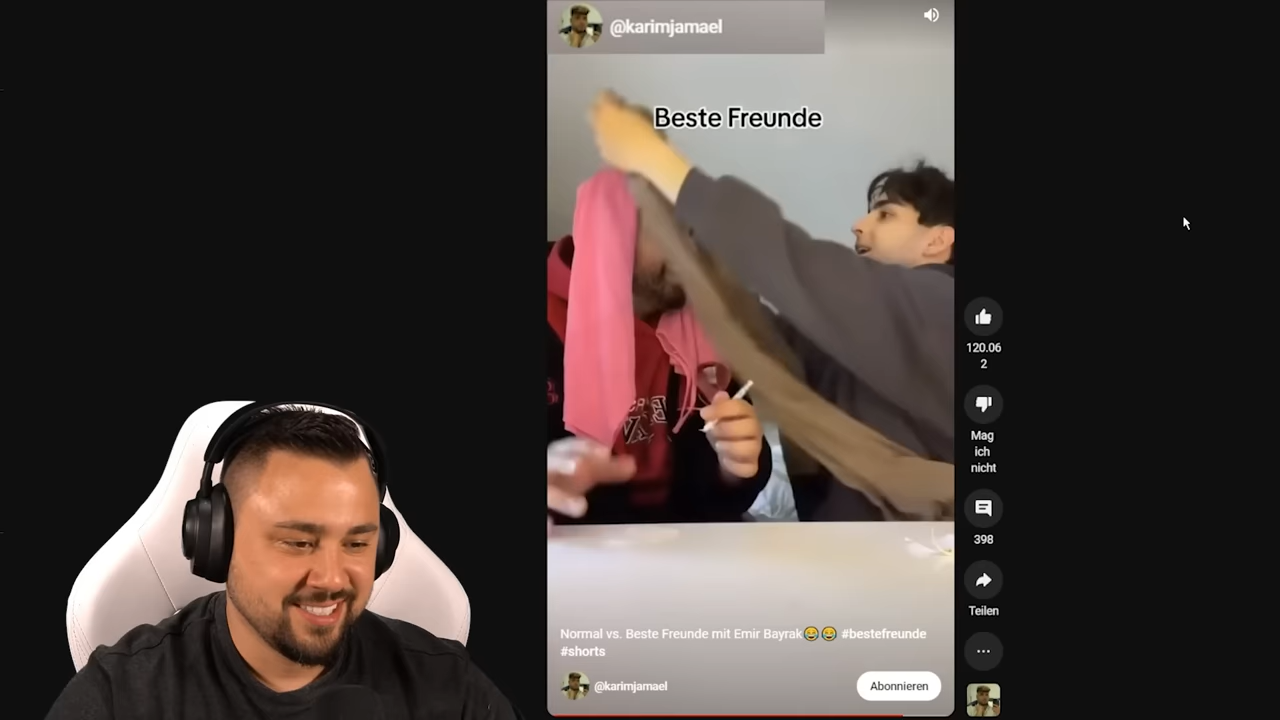 @karimjamael
Beste Freunde
120.06
2
Mag
ich
nicht
398
Teilen
Normal vs. Beste Freunde mit Emir Bayrak😂😂 #bestefreunde
#shorts
@karimjamael
Abonnieren